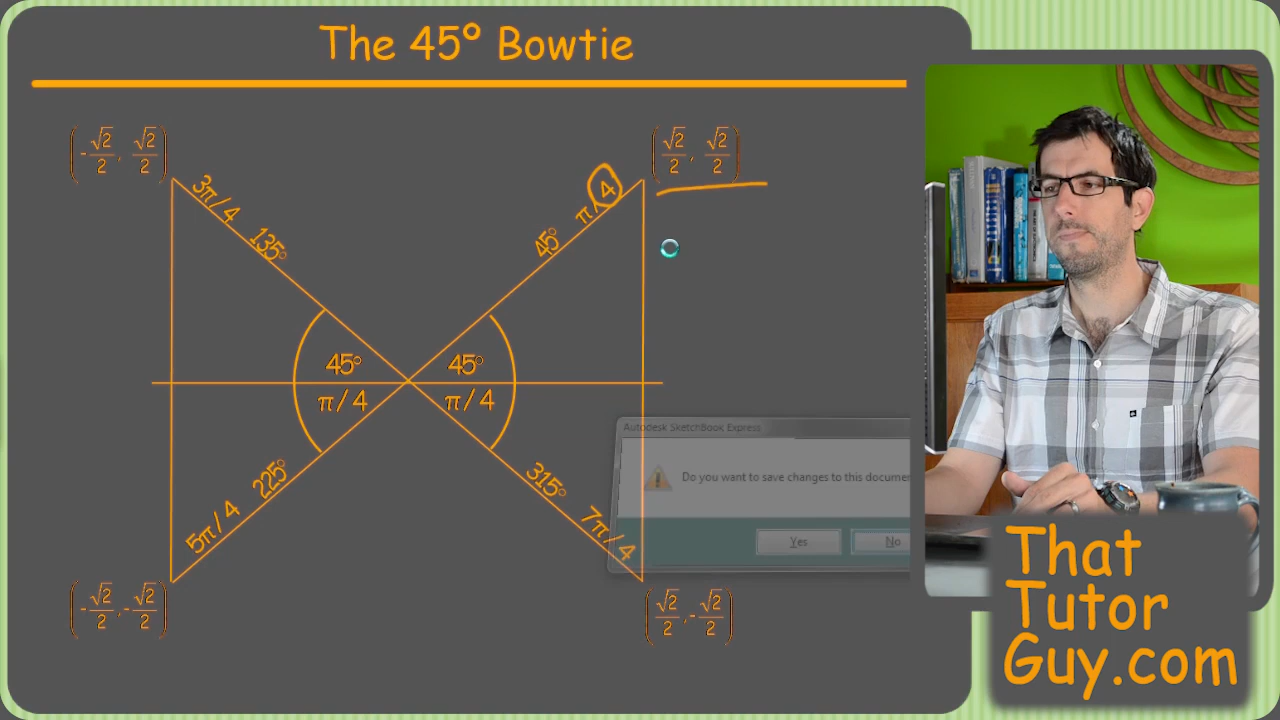 The 45° Bowtie
(-√2/2, √2/2)
(√2/2, √2/2)
3π/4
135°
45°
π/4
45°
π/4
45°
π/4
225°
5π/4
315°
7π/4
(-√2/2,-√2/2)
(√2/2,-√2/2)
Autodesk SketchBook Express
Do you want to save changes to this documen
Yes
No
That
Tutor
Guy.com